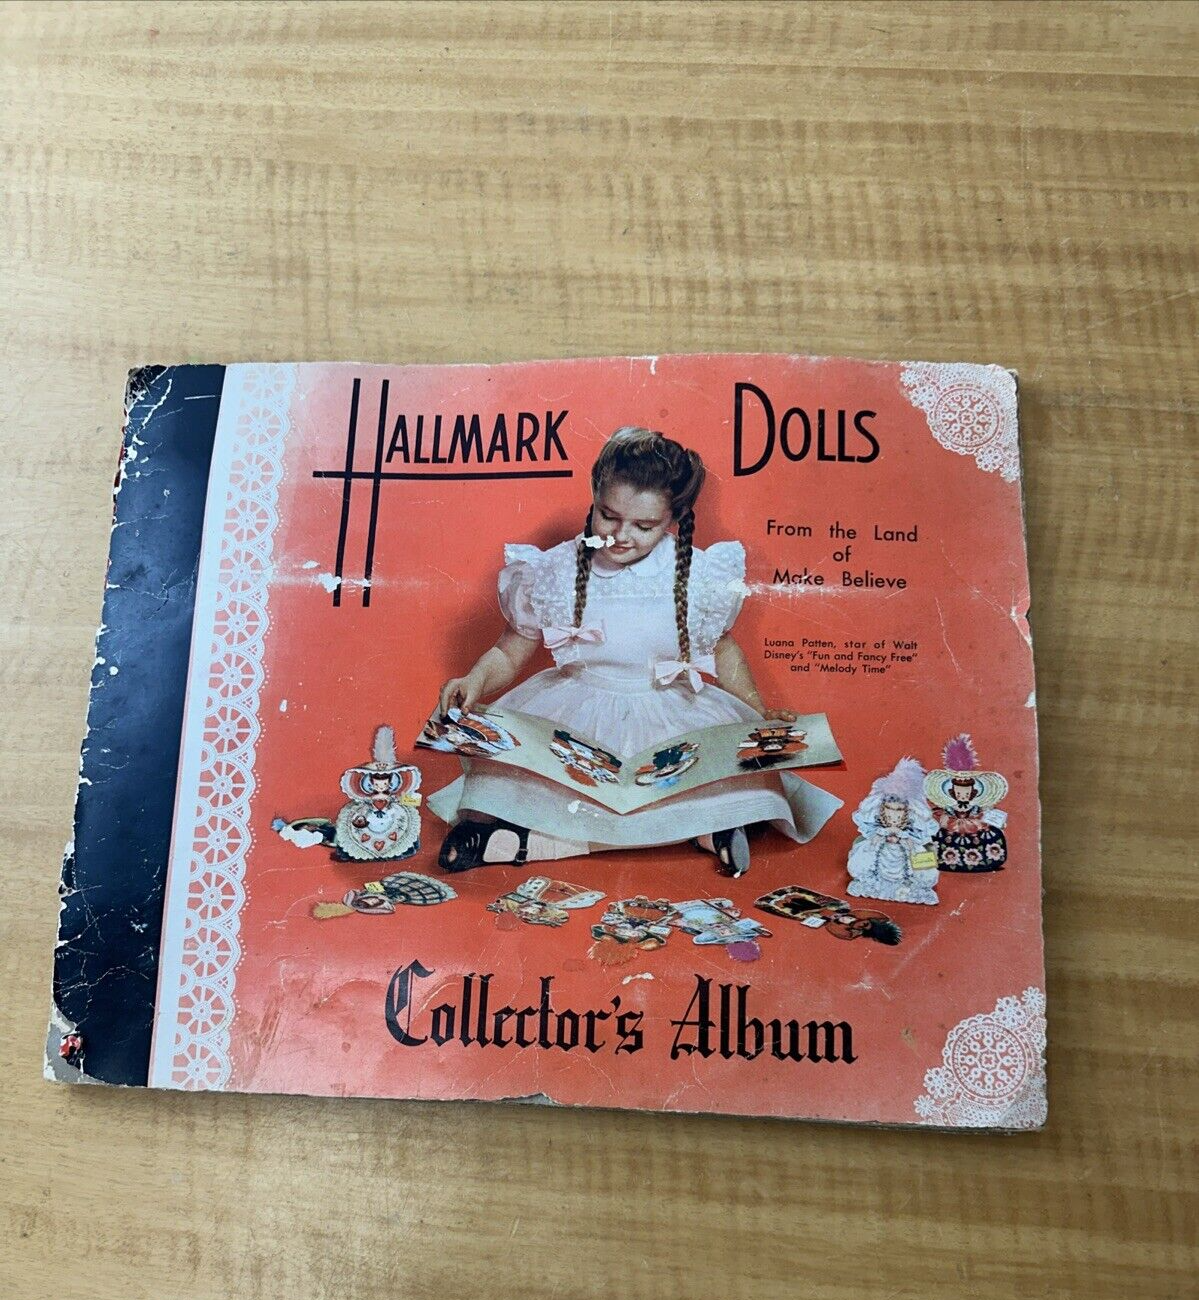 HALLMARK DOLLS
From the Land
of
Make Believe
Luana Patten, star of Walt
Disney's "Fun and Fancy Free"
and "Melody Time"
Collector's Album